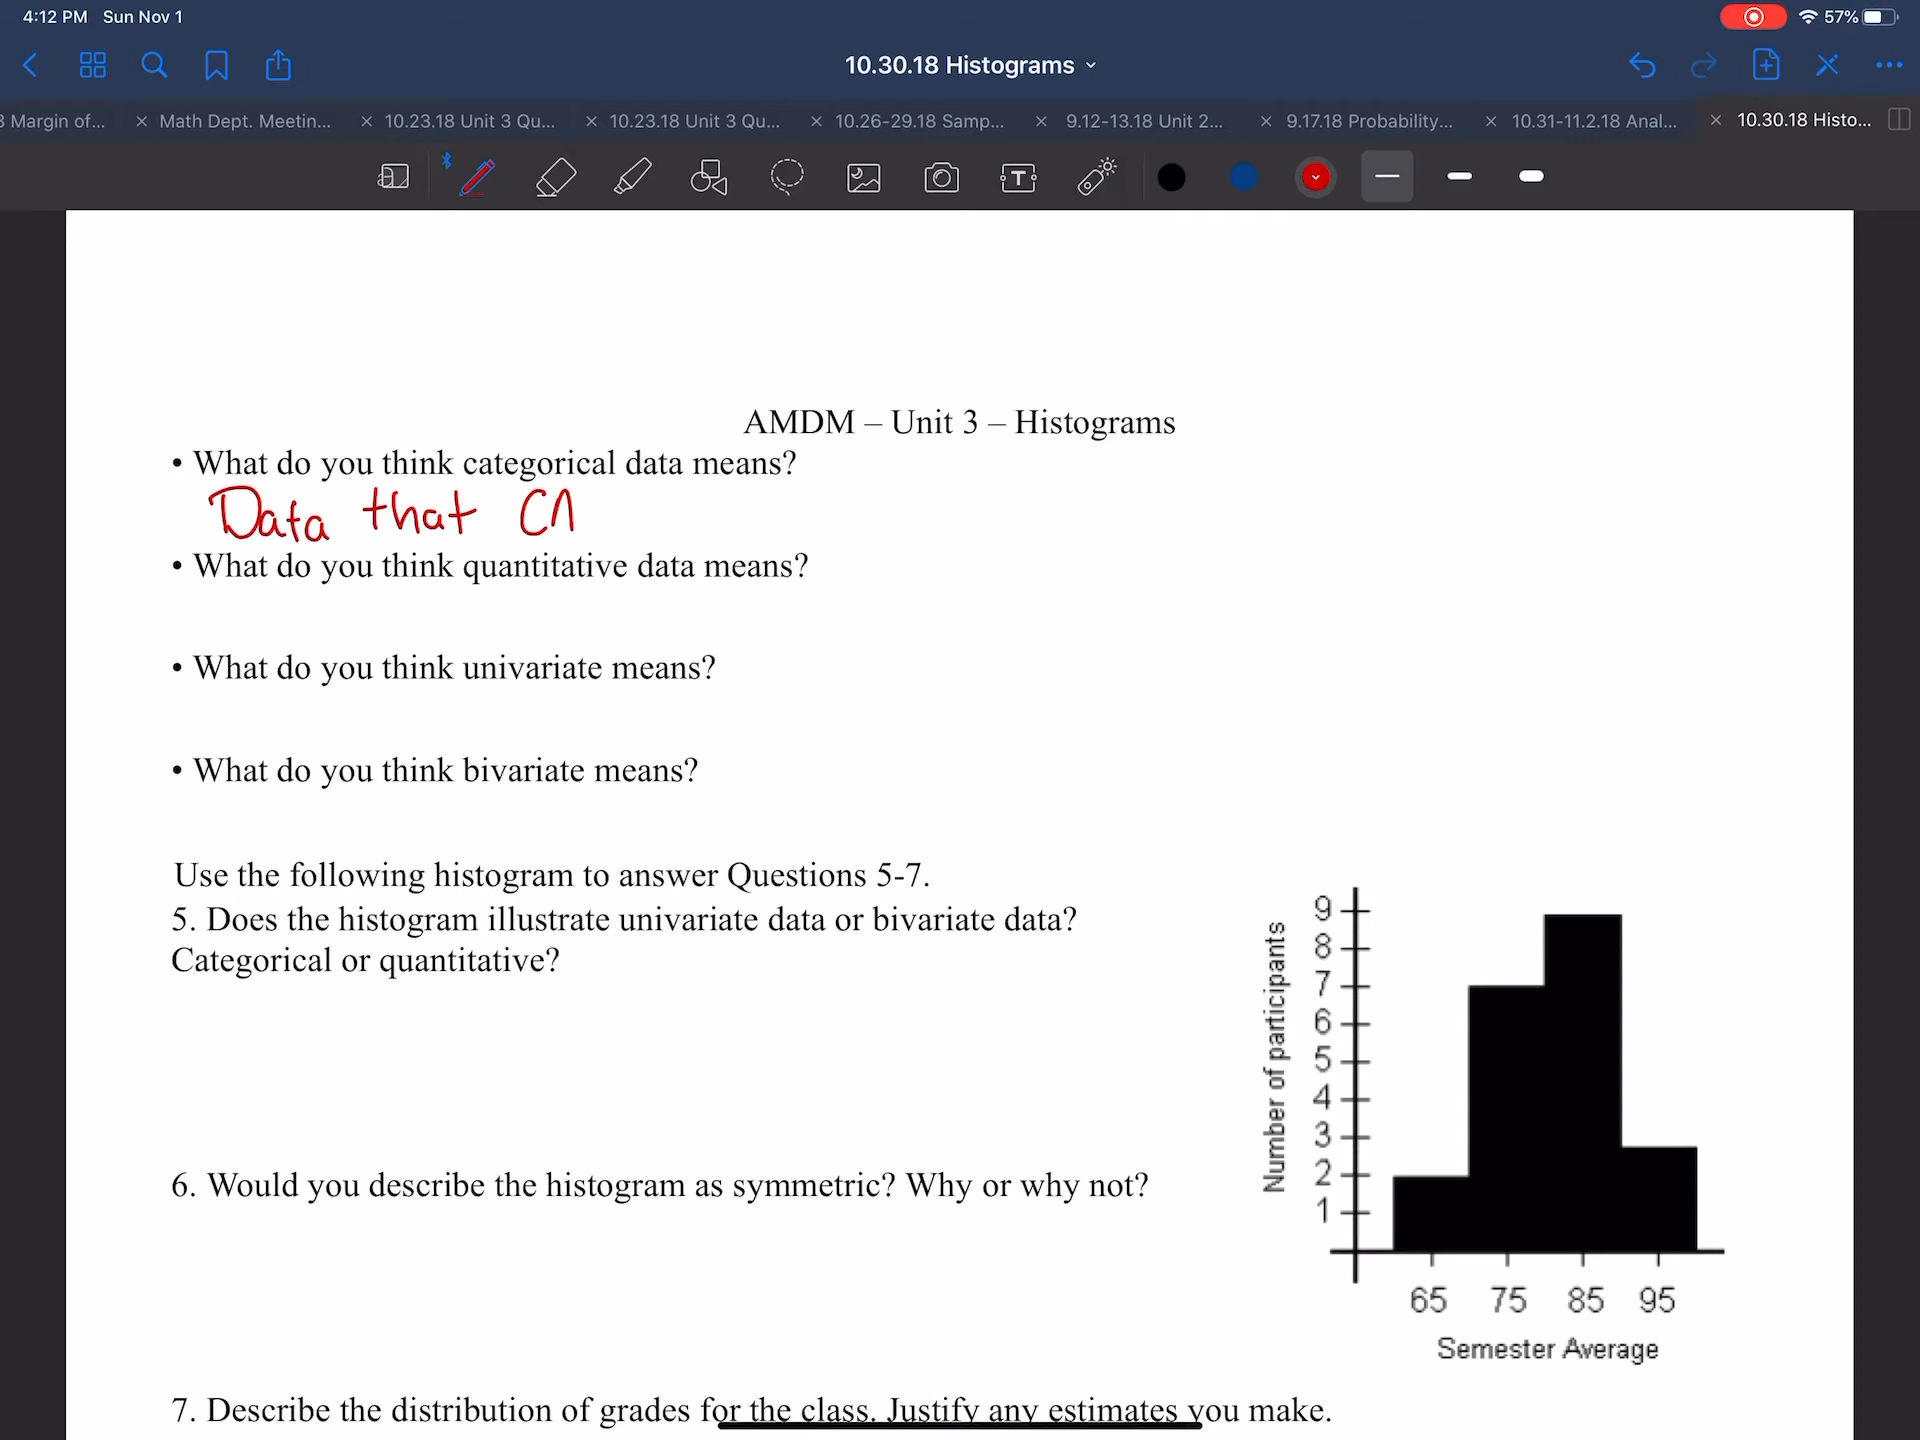 4:12 PM Sun Nov 1
57%
10.30.18 Histograms
3 Margin of...
Math Dept. Meetin...
10.23.18 Unit 3 Qu...
10.23.18 Unit 3 Qu...
10.26-29.18 Samp...
9.12-13.18 Unit 2...
9.17.18 Probability...
10.31-11.2.18 Anal...
10.30.18 Histo...
AMDM – Unit 3 – Histograms
• What do you think categorical data means?
Data that ca
• What do you think quantitative data means?
• What do you think univariate means?
• What do you think bivariate means?
Use the following histogram to answer Questions 5-7.
5. Does the histogram illustrate univariate data or bivariate data?
Categorical or quantitative?
6. Would you describe the histogram as symmetric? Why or why not?
7. Describe the distribution of grades for the class. Justify any estimates you make.
Number of participants
9
8
7
6
5
4
3
2
1
65 75 85 95
Semester Average